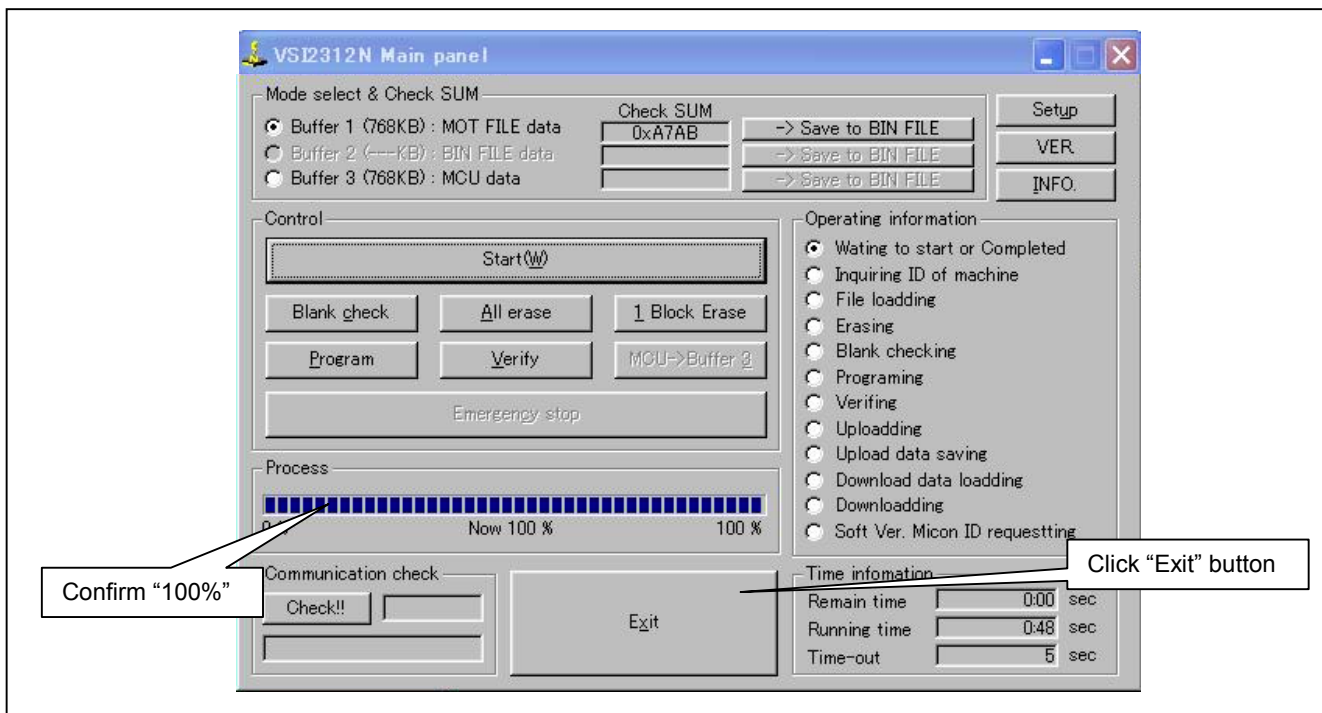 VSI2312N Main panel
Mode select & Check SUM
Check SUM
Buffer 1 (768KB) : MOT FILE data 0xA7AB -> Save to BIN FILE
Buffer 2 (---KB) : BIN FILE data -> Save to BIN FILE
Buffer 3 (768KB) : MCU data -> Save to BIN FILE
Setup
VER.
INFO.
Control
Start(W)
Blank check All erase 1 Block Erase
Program Verify MCU->Buffer 3
Emergency stop
Process
Now 100 % 100 %
Confirm “100%”
Communication check
Check!!
Exit
Operating information
Wating to start or Completed
Inquiring ID of machine
File loadding
Erasing
Blank checking
Programing
Verifing
Uploadding
Upload data saving
Download data loadding
Downloadding
Soft Ver. Micon ID requestting
Click “Exit” button
Time infomation
Remain time 0:00 sec
Running time 0:48 sec
Time-out 5 sec